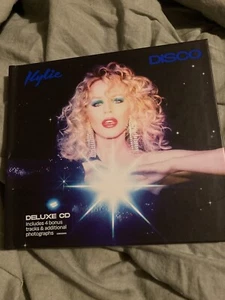 Kylie
DISCO
DELUXE CD
Includes 4 bonus
tracks & additional
photographs